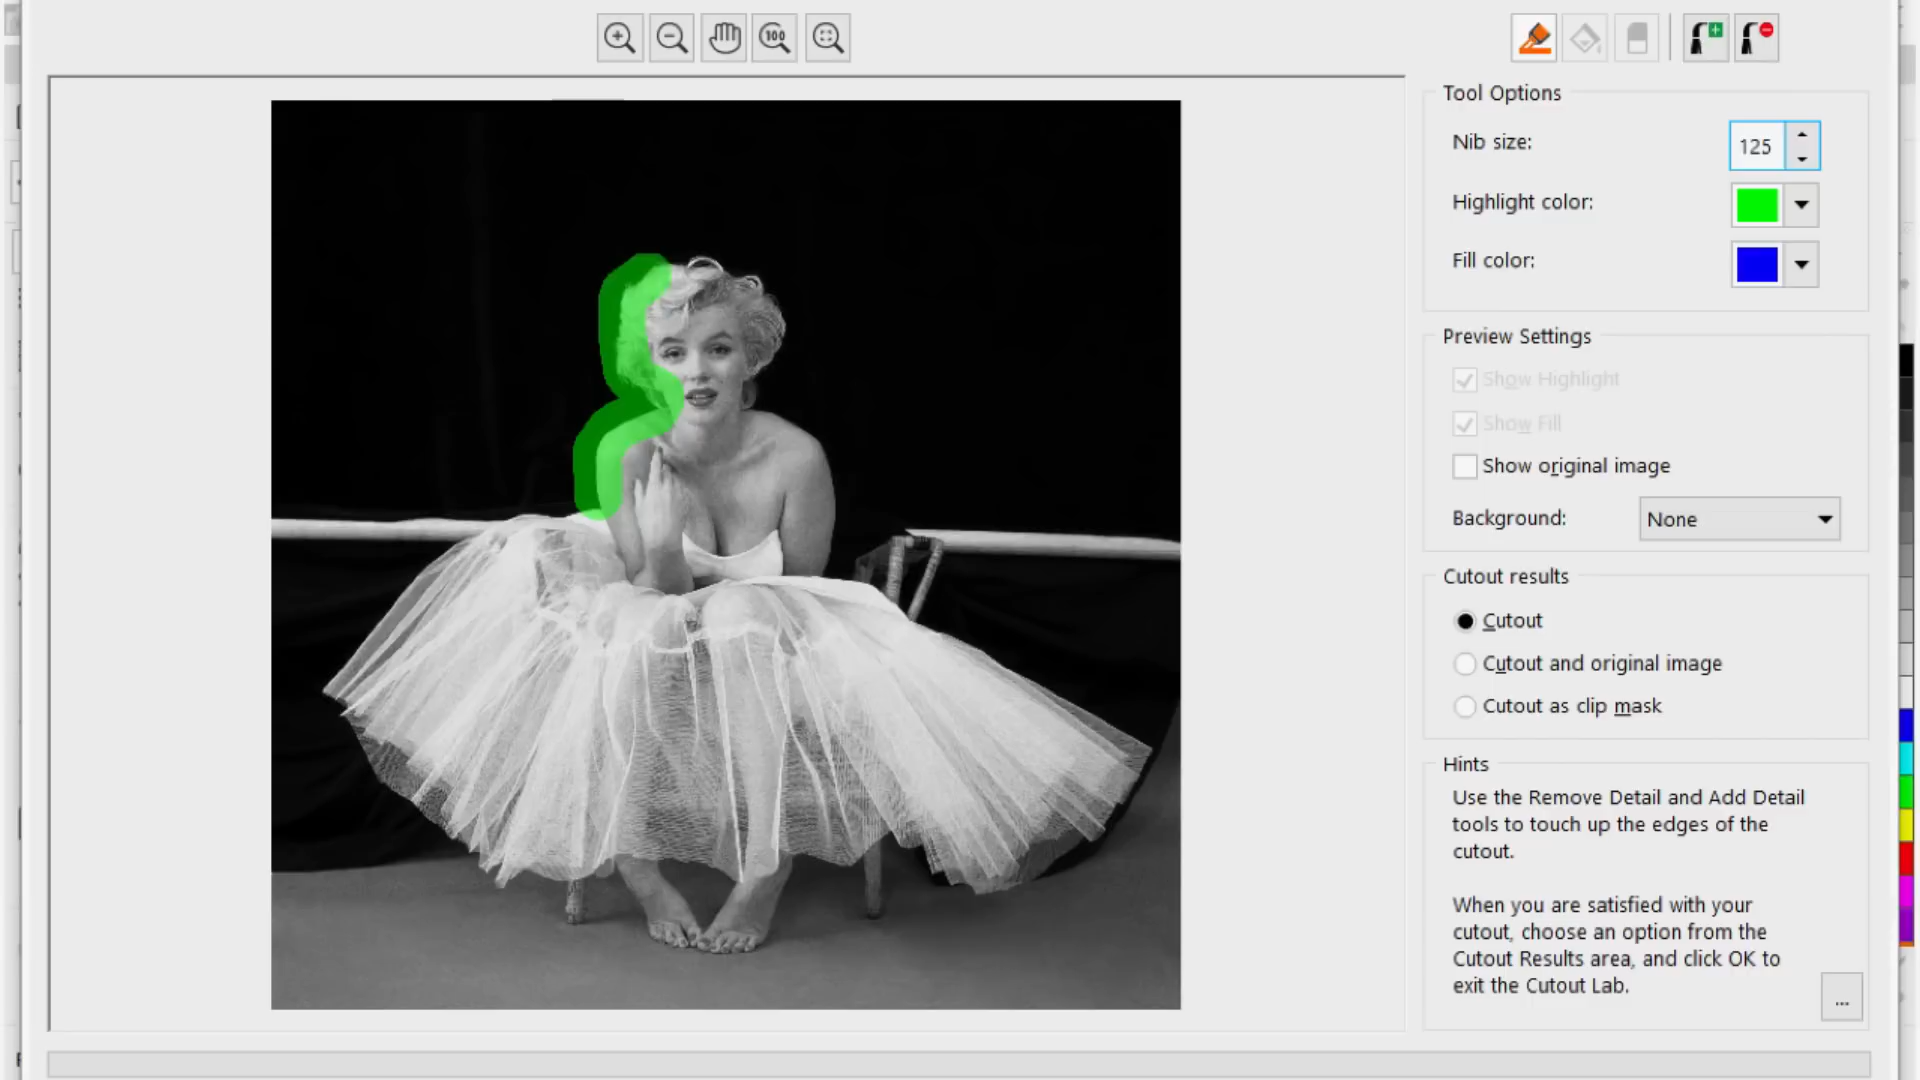 100
Tool Options
Nib size:
125
Highlight color:
Fill color:
Preview Settings
Show Highlight
Show Fill
Show original image
Background:
None
Cutout results
Cutout
Cutout and original image
Cutout as clip mask
Hints
Use the Remove Detail and Add Detail
tools to touch up the edges of the
cutout.
When you are satisfied with your
cutout, choose an option from the
Cutout Results area, and click OK to
exit the Cutout Lab.
...